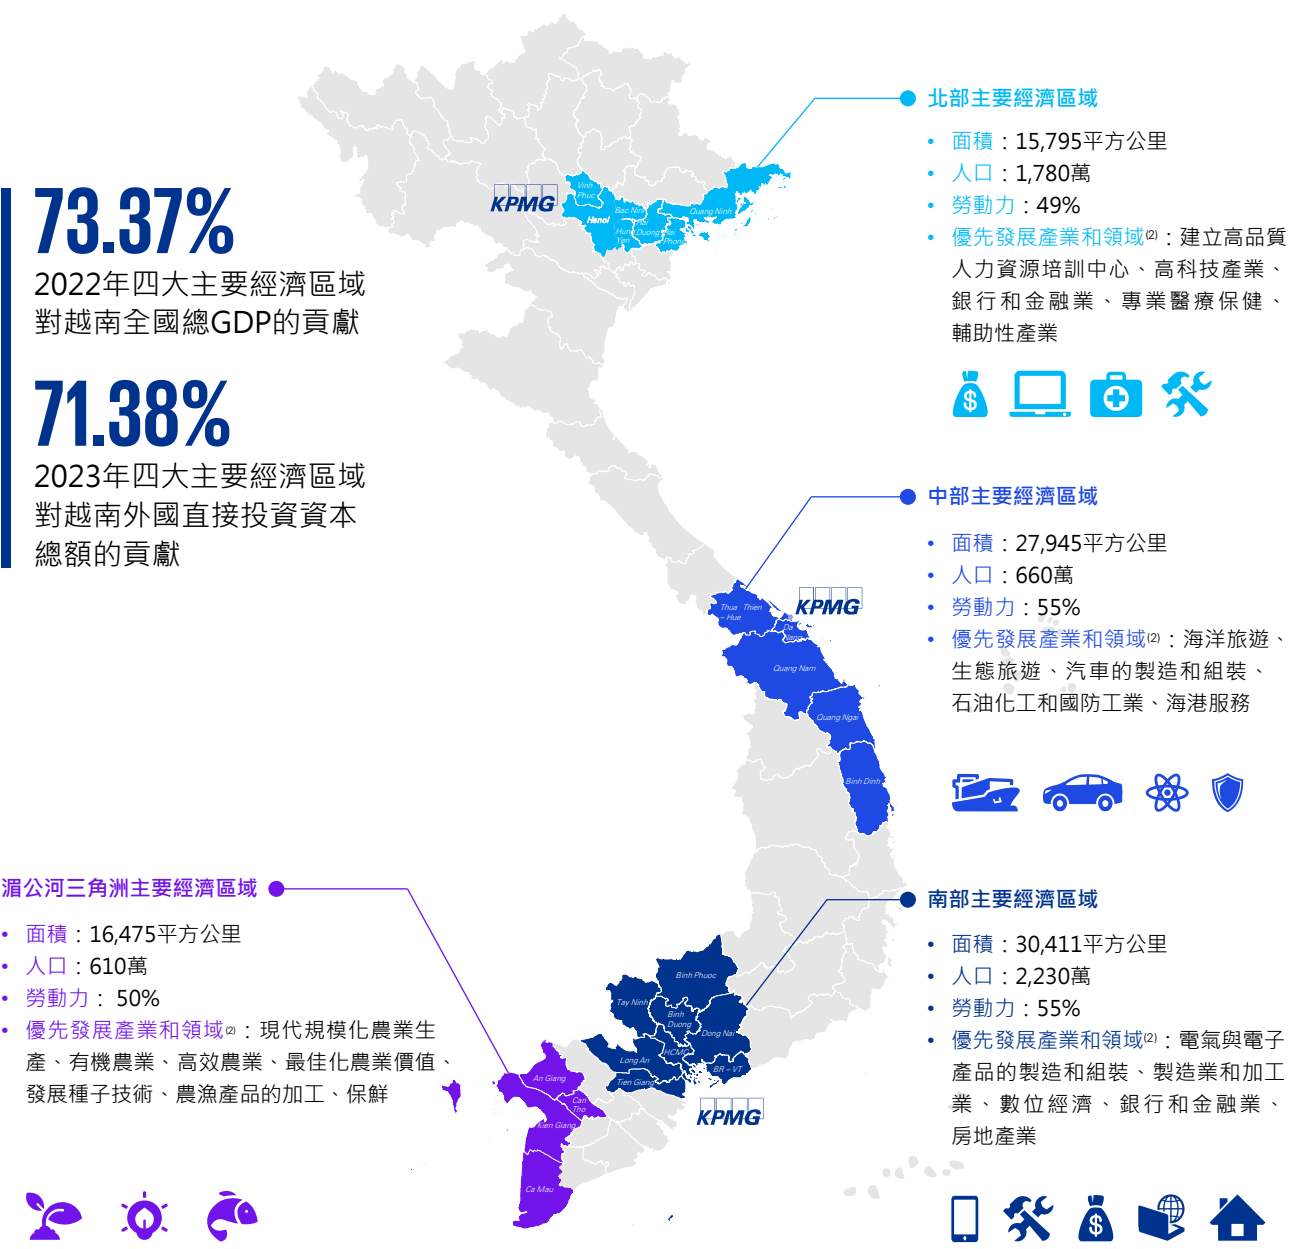 73.37%
2022年四大主要經濟區域
對越南全國總GDP的貢獻
71.38%
2023年四大主要經濟區域
對越南外國直接投資資本
總額的貢獻
北部主要經濟區域
• 面積：15,795平方公里
• 人口：1,780萬
• 勞動力：49%
• 優先發展產業和領域(2)：建立高品質
人力資源培訓中心、高科技產業、
銀行和金融業、專業醫療保健、
輔助性產業
KPMG
Vinh
Phuc
Bac Ninh
Hanoi
Quang Ninh
Hung
Yen
Hai
Duong
Hai
Phong
中部主要經濟區域
• 面積：27,945平方公里
• 人口：660萬
• 勞動力：55%
• 優先發展產業和領域(2)：海洋旅遊、
生態旅遊、汽車的製造和組裝、
石油化工和國防工業、海港服務
KPMG
Thua Thien
– Hue
Da
Nang
Quang Nam
Quang Ngai
Binh Dinh
湄公河三角洲主要經濟區域
• 面積：16,475平方公里
• 人口：610萬
• 勞動力：50%
• 優先發展產業和領域(2)：現代規模化農業生
產、有機農業、高效農業、最佳化農業價值、
發展種子技術、農漁產品的加工、保鮮
An Giang
Can
Tho
Kien Giang
Ca Mau
南部主要經濟區域
• 面積：30,411平方公里
• 人口：2,230萬
• 勞動力：55%
• 優先發展產業和領域(2)：電氣與電子
產品的製造和組裝、製造業和加工
業、數位經濟、銀行和金融業、
房地產業
Binh Phuoc
Tay Ninh
Binh
Duong
Dong Nai
HCMC
Long An
BR – VT
Tien Giang
KPMG